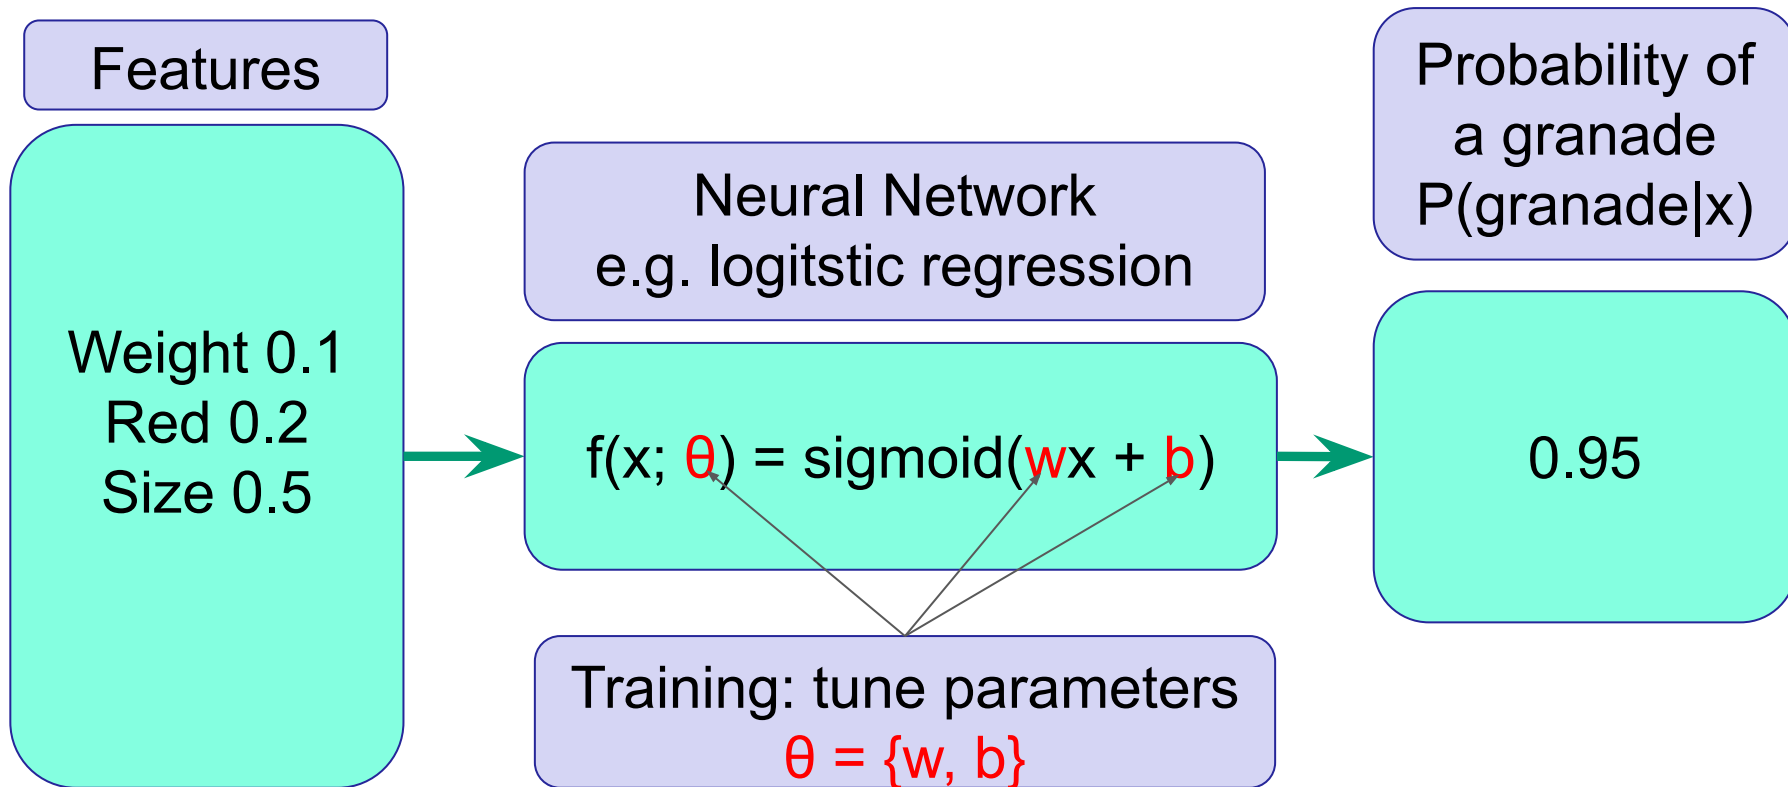 Features
Weight 0.1
Red 0.2
Size 0.5
Neural Network
e.g. logitstic regression
f(x; θ) = sigmoid(wx + b)
Training: tune parameters
θ = {w, b}
Probability of
a granade
P(granade|x)
0.95